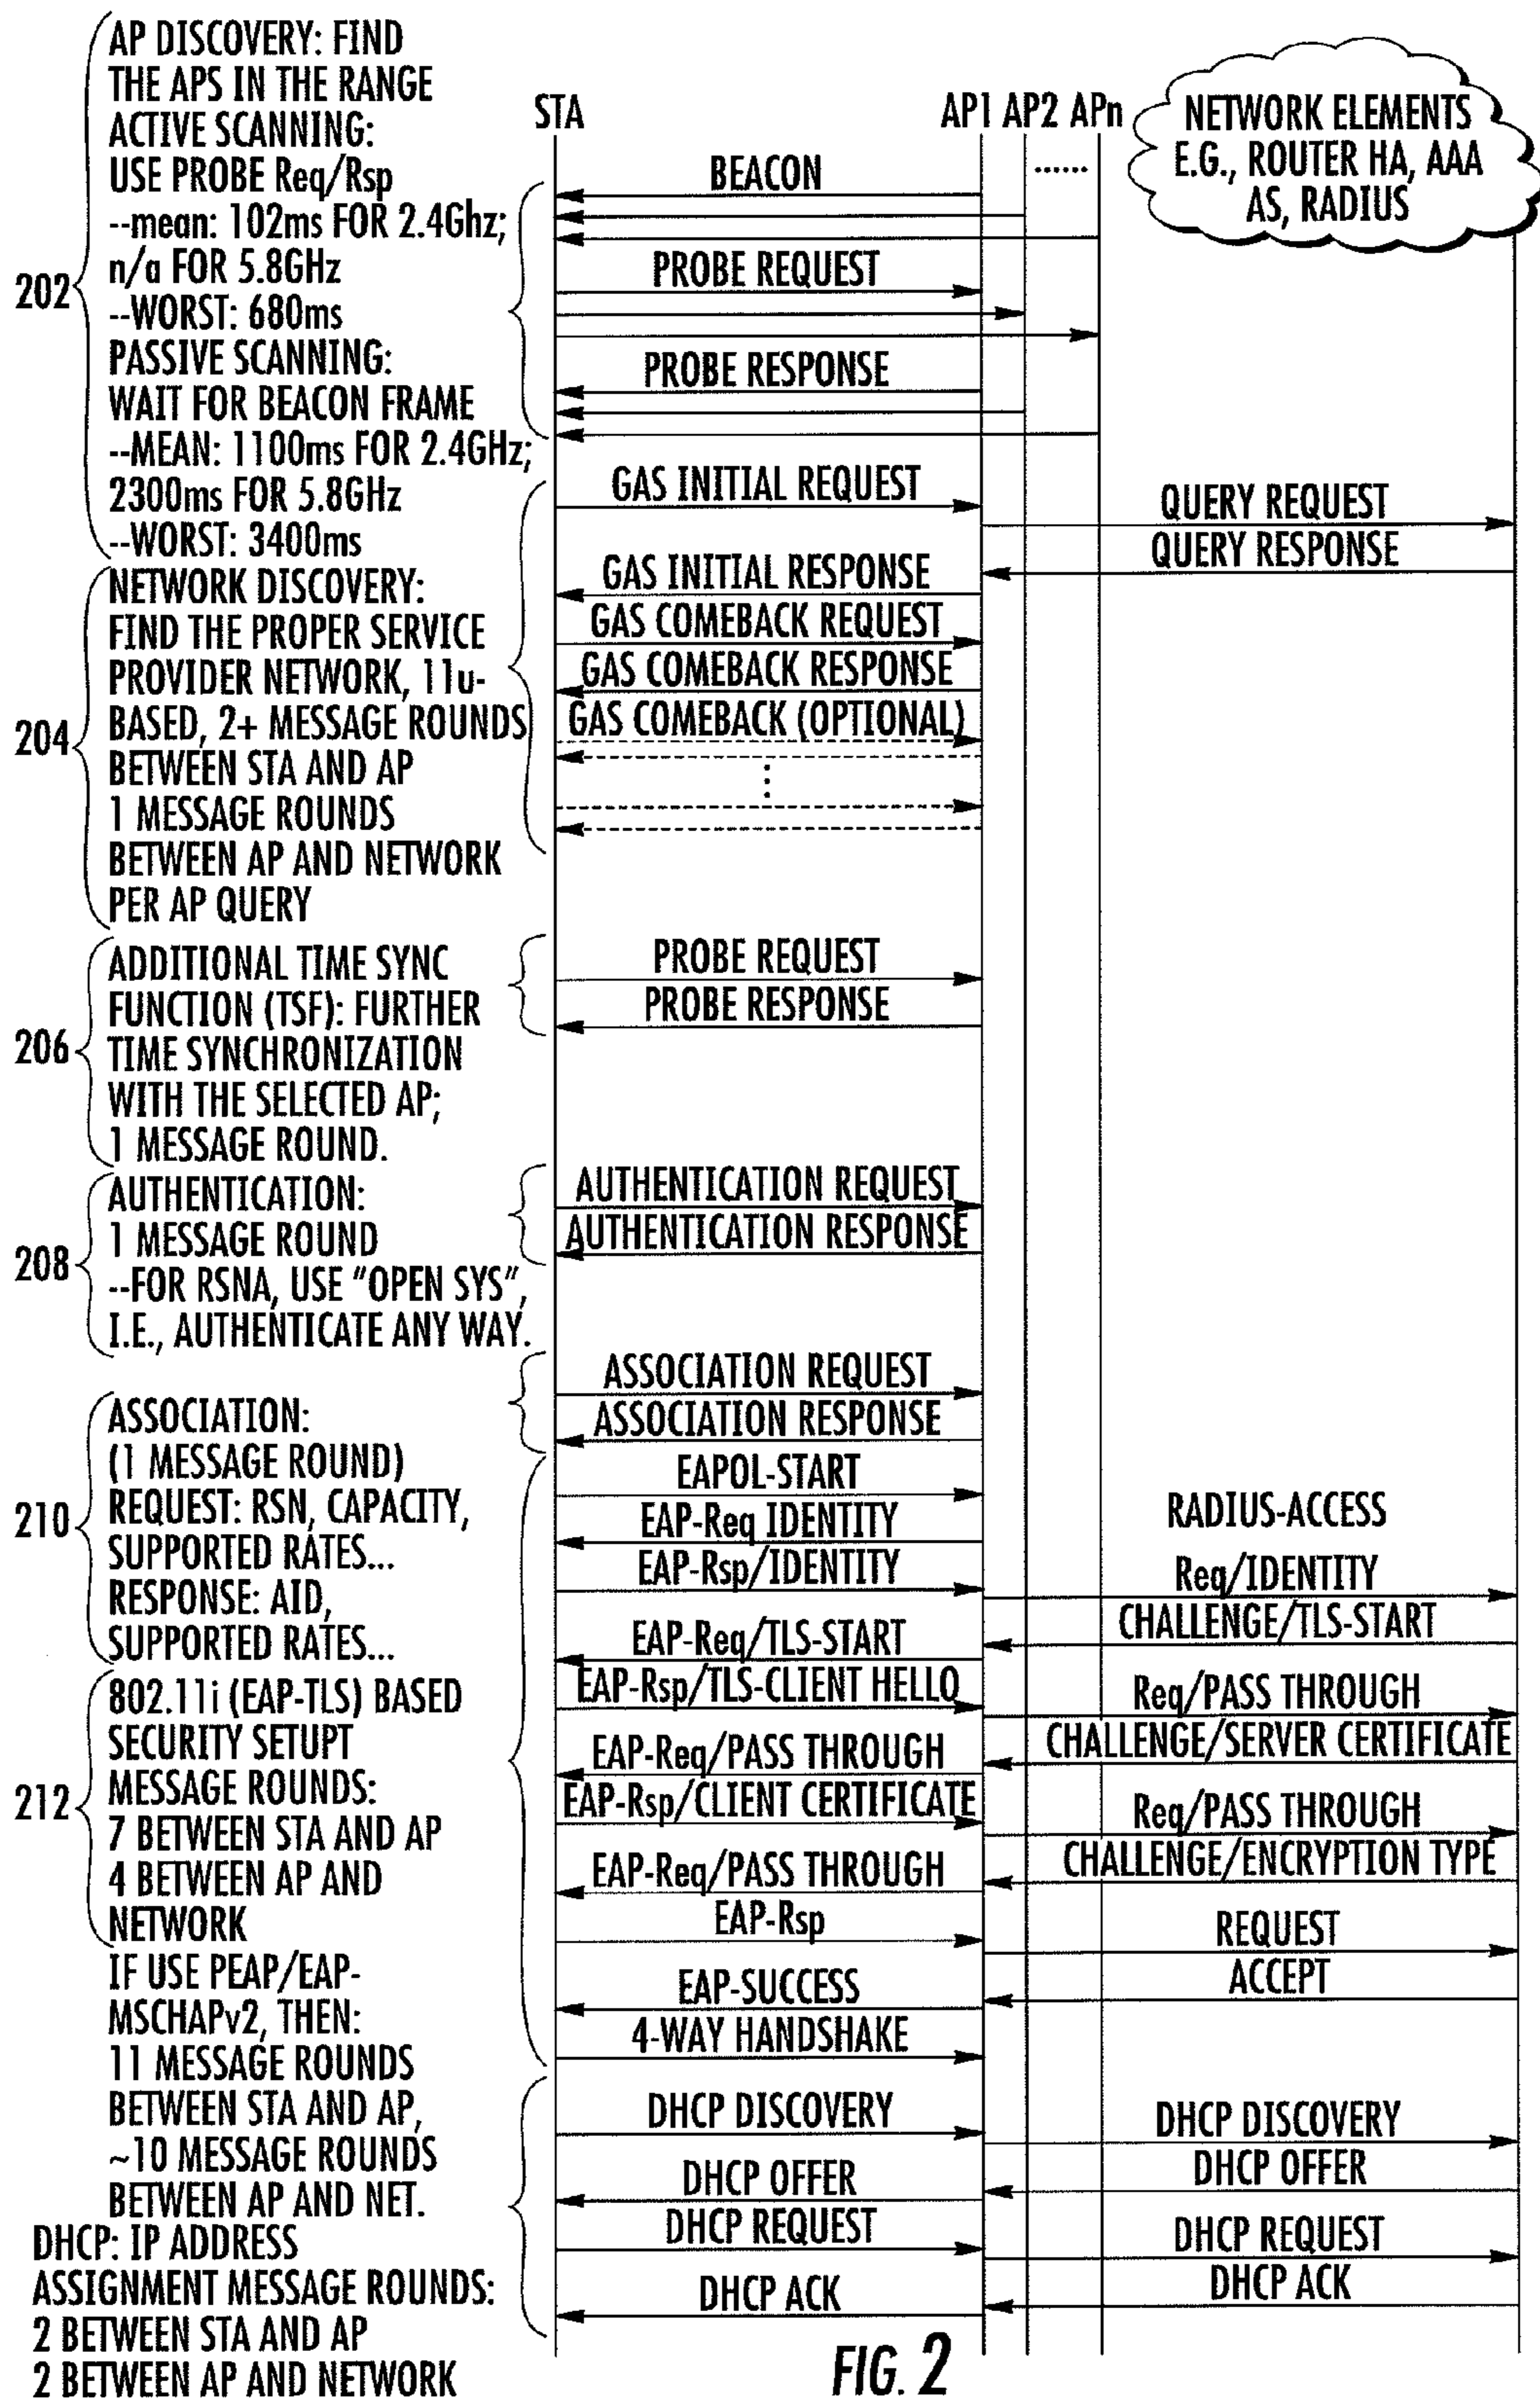 AP DISCOVERY: FIND
THE APS IN THE RANGE
ACTIVE SCANNING:
USE PROBE Req/Rsp
--mean: 102ms FOR 2.4Ghz;
n/a FOR 5.8GHz
--WORST: 680ms
PASSIVE SCANNING:
WAIT FOR BEACON FRAME
--MEAN: 1100ms FOR 2.4GHz;
2300ms FOR 5.8GHz
--WORST: 3400ms
202
NETWORK DISCOVERY:
FIND THE PROPER SERVICE
PROVIDER NETWORK, 11u-
BASED, 2+ MESSAGE ROUNDS
BETWEEN STA AND AP
1 MESSAGE ROUNDS
BETWEEN AP AND NETWORK
PER AP QUERY
204
ADDITIONAL TIME SYNC
FUNCTION (TSF): FURTHER
TIME SYNCHRONIZATION
WITH THE SELECTED AP;
1 MESSAGE ROUND.
206
AUTHENTICATION:
1 MESSAGE ROUND
--FOR RSNA, USE "OPEN SYS",
I.E., AUTHENTICATE ANY WAY.
208
ASSOCIATION:
(1 MESSAGE ROUND)
REQUEST: RSN, CAPACITY,
SUPPORTED RATES...
RESPONSE: AID,
SUPPORTED RATES...
210
802.11i (EAP-TLS) BASED
SECURITY SETUPT
MESSAGE ROUNDS:
7 BETWEEN STA AND AP
4 BETWEEN AP AND
NETWORK
212
IF USE PEAP/EAP-
MSCHAPv2, THEN:
11 MESSAGE ROUNDS
BETWEEN STA AND AP,
~10 MESSAGE ROUNDS
BETWEEN AP AND NET.
DHCP: IP ADDRESS
ASSIGNMENT MESSAGE ROUNDS:
2 BETWEEN STA AND AP
2 BETWEEN AP AND NETWORK
STA
AP1 AP2 APn
......
NETWORK ELEMENTS
E.G., ROUTER HA, AAA
AS, RADIUS
BEACON
PROBE REQUEST
PROBE RESPONSE
GAS INITIAL REQUEST
QUERY REQUEST
QUERY RESPONSE
GAS INITIAL RESPONSE
GAS COMEBACK REQUEST
GAS COMEBACK RESPONSE
GAS COMEBACK (OPTIONAL)
PROBE REQUEST
PROBE RESPONSE
AUTHENTICATION REQUEST
AUTHENTICATION RESPONSE
ASSOCIATION REQUEST
ASSOCIATION RESPONSE
EAPOL-START
EAP-Req IDENTITY
RADIUS-ACCESS
EAP-Rsp/IDENTITY
Req/IDENTITY
CHALLENGE/TLS-START
EAP-Req/TLS-START
EAP-Rsp/TLS-CLIENT HELLO
Req/PASS THROUGH
CHALLENGE/SERVER CERTIFICATE
EAP-Req/PASS THROUGH
EAP-Rsp/CLIENT CERTIFICATE
Req/PASS THROUGH
CHALLENGE/ENCRYPTION TYPE
EAP-Req/PASS THROUGH
EAP-Rsp
REQUEST
ACCEPT
EAP-SUCCESS
4-WAY HANDSHAKE
DHCP DISCOVERY
DHCP DISCOVERY
DHCP OFFER
DHCP OFFER
DHCP REQUEST
DHCP REQUEST
DHCP ACK
DHCP ACK
FIG. 2